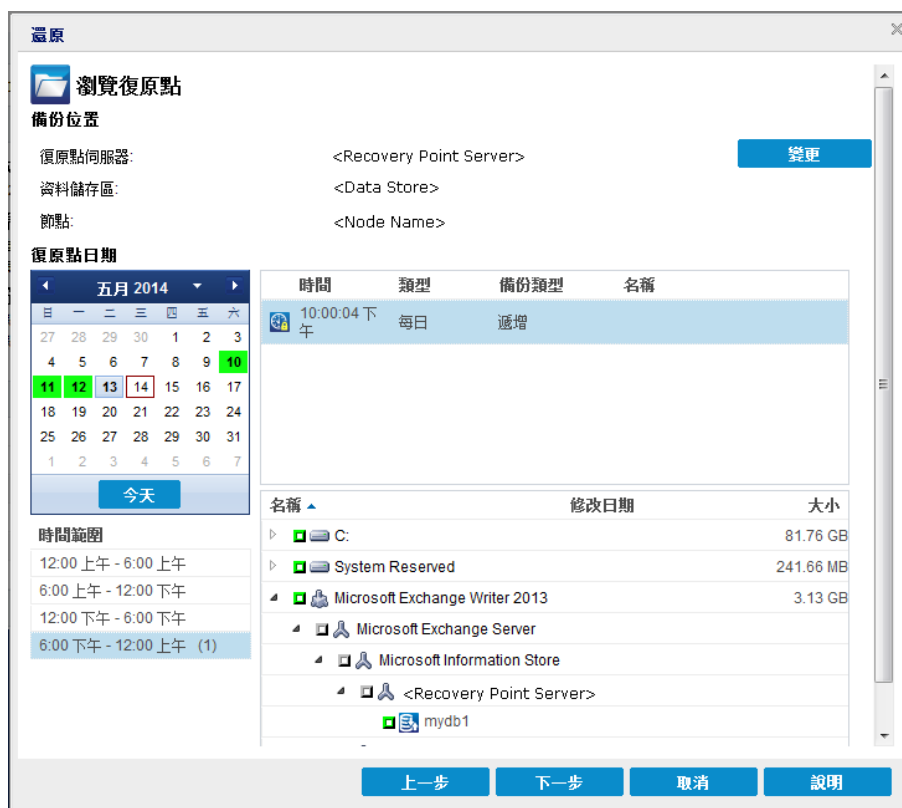 還原
瀏覽復原點
備份位置
復原點伺服器: <Recovery Point Server> 變更
資料儲存區: <Data Store>
節點: <Node Name>
復原點日期
五月 2014
日 一 二 三 四 五 六
27 28 29 30 1 2 3
4 5 6 7 8 9 10
11 12 13 14 15 16 17
18 19 20 21 22 23 24
25 26 27 28 29 30 31
1 2 3 4 5 6 7
今天
時間範圍
12:00 上午 - 6:00 上午
6:00 上午 - 12:00 下午
12:00 下午 - 6:00 下午
6:00 下午 - 12:00 上午 (1)
時間 類型 備份類型 名稱
10:00:04 下午 每日 遞增
名稱 修改日期 大小
C: 81.76 GB
System Reserved 241.66 MB
Microsoft Exchange Writer 2013 3.13 GB
Microsoft Exchange Server
Microsoft Information Store
<Recovery Point Server>
mydb1
上一步 下一步 取消 說明